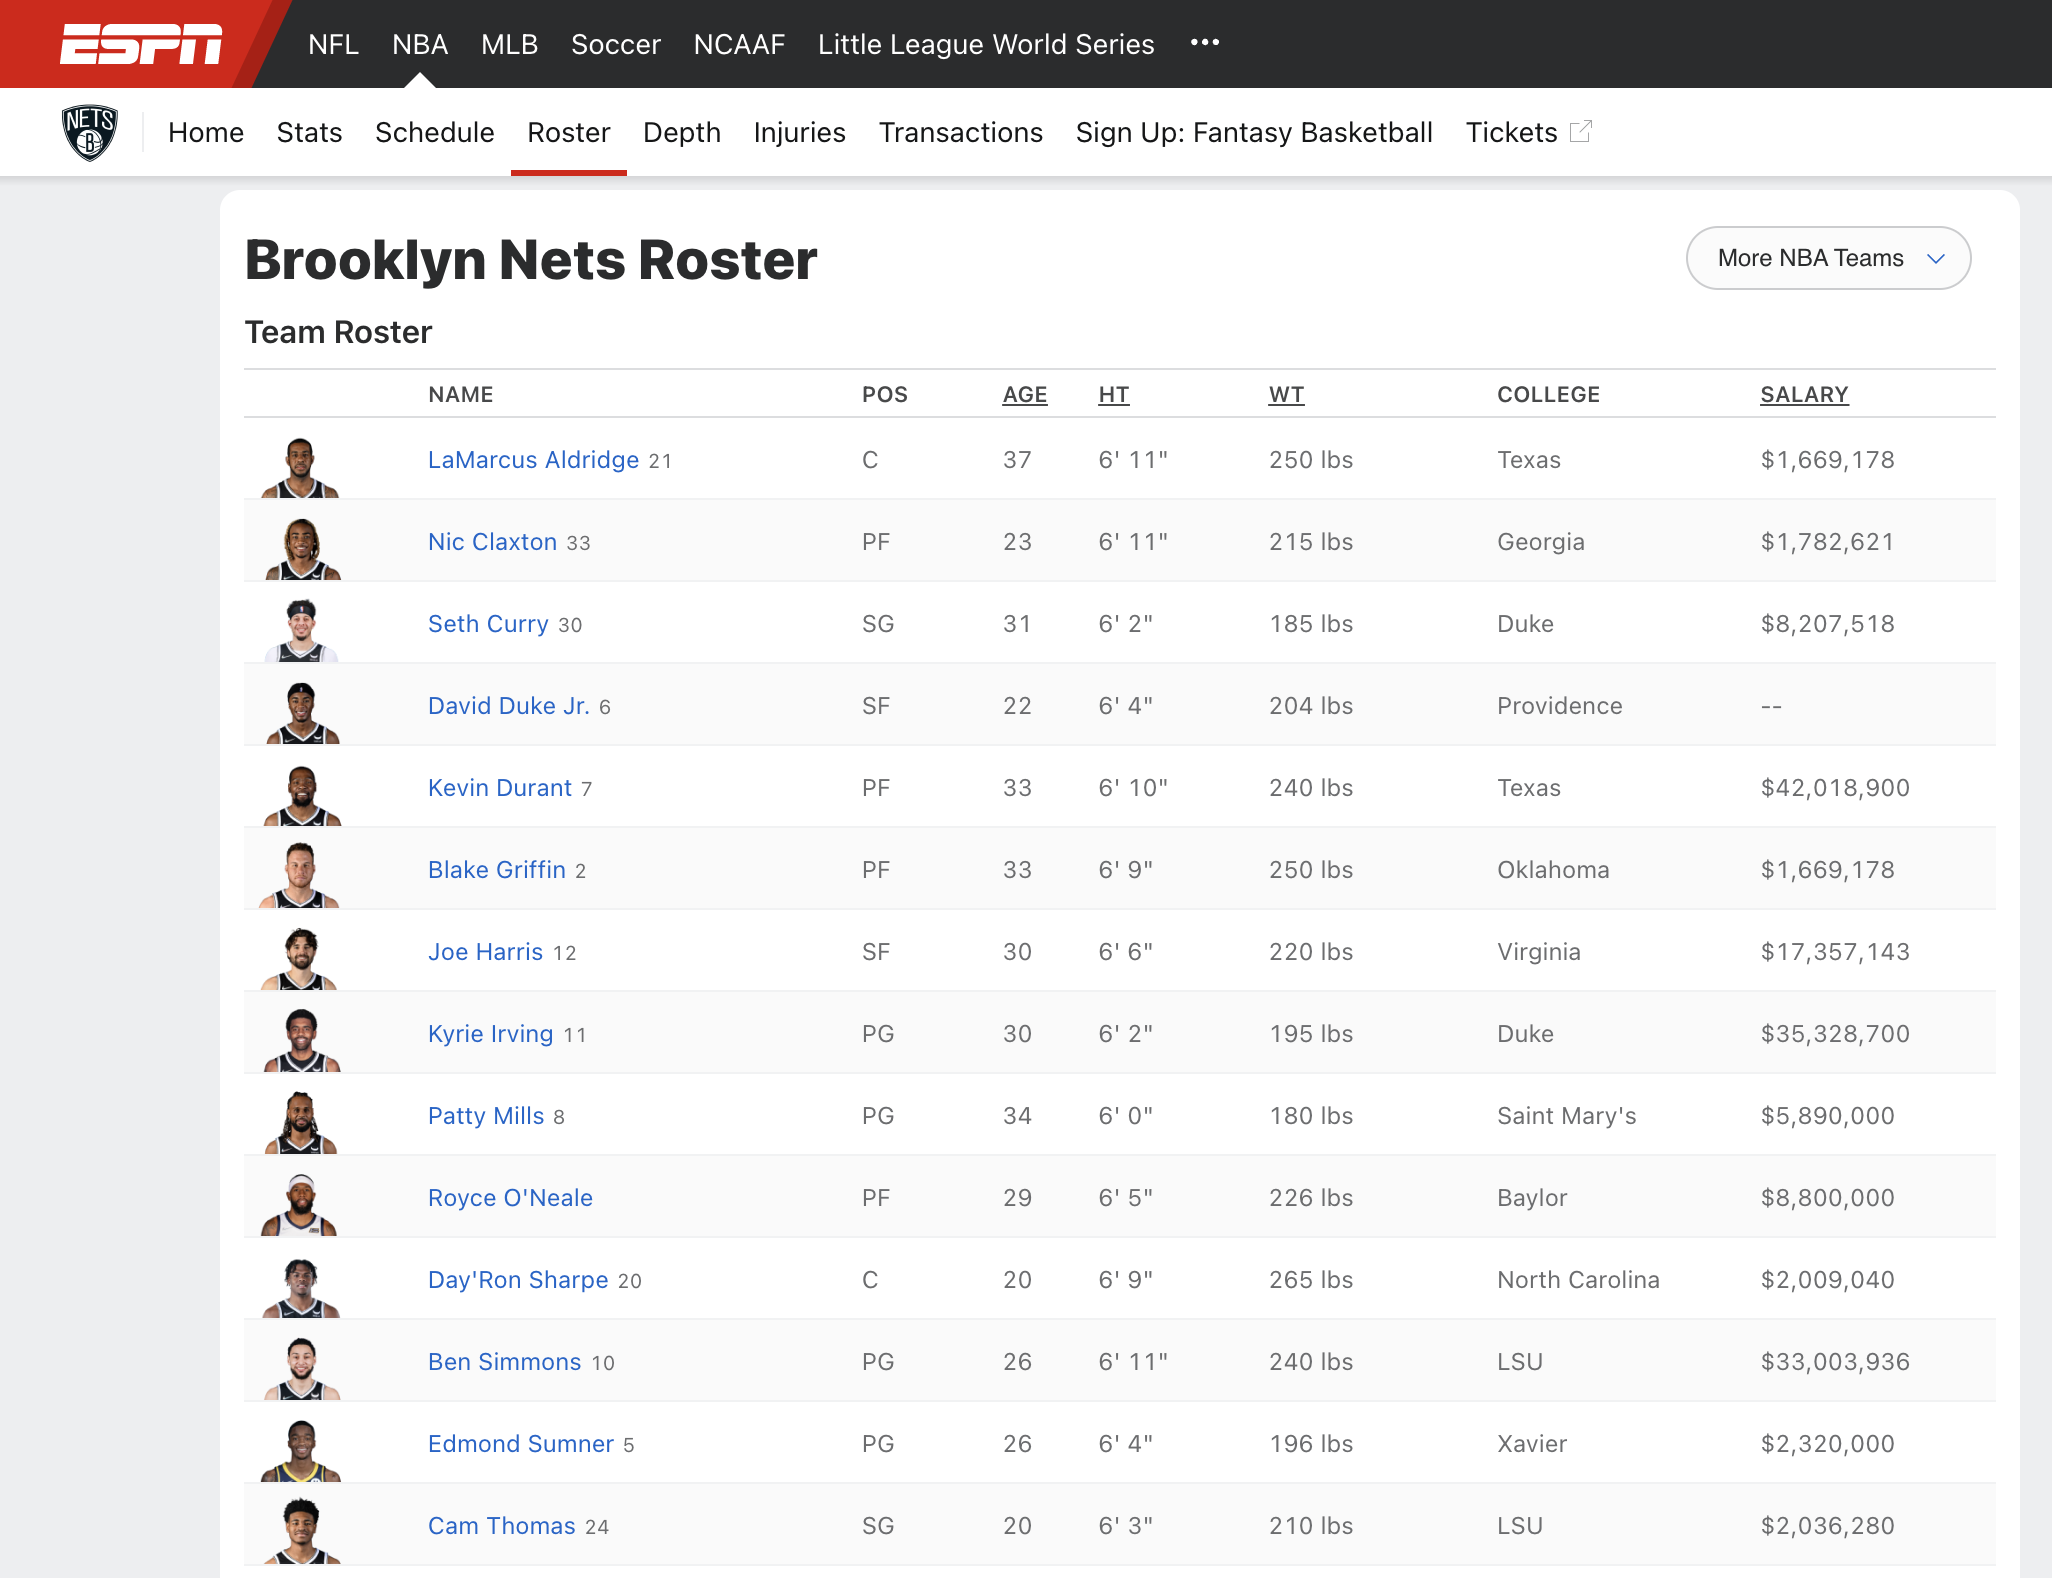 ESPN NFL NBA MLB Soccer NCAAF Little League World Series •••
NETS B Home Stats Schedule Roster Depth Injuries Transactions Sign Up: Fantasy Basketball Tickets
Brooklyn Nets Roster More NBA Teams
Team Roster
NAME POS AGE HT WT COLLEGE SALARY
LaMarcus Aldridge 21 C 37 6' 11" 250 lbs Texas $1,669,178
Nic Claxton 33 PF 23 6' 11" 215 lbs Georgia $1,782,621
Seth Curry 30 SG 31 6' 2" 185 lbs Duke $8,207,518
David Duke Jr. 6 SF 22 6' 4" 204 lbs Providence --
Kevin Durant 7 PF 33 6' 10" 240 lbs Texas $42,018,900
Blake Griffin 2 PF 33 6' 9" 250 lbs Oklahoma $1,669,178
Joe Harris 12 SF 30 6' 6" 220 lbs Virginia $17,357,143
Kyrie Irving 11 PG 30 6' 2" 195 lbs Duke $35,328,700
Patty Mills 8 PG 34 6' 0" 180 lbs Saint Mary's $5,890,000
Royce O'Neale PF 29 6' 5" 226 lbs Baylor $8,800,000
Day'Ron Sharpe 20 C 20 6' 9" 265 lbs North Carolina $2,009,040
Ben Simmons 10 PG 26 6' 11" 240 lbs LSU $33,003,936
Edmond Sumner 5 PG 26 6' 4" 196 lbs Xavier $2,320,000
Cam Thomas 24 SG 20 6' 3" 210 lbs LSU $2,036,280